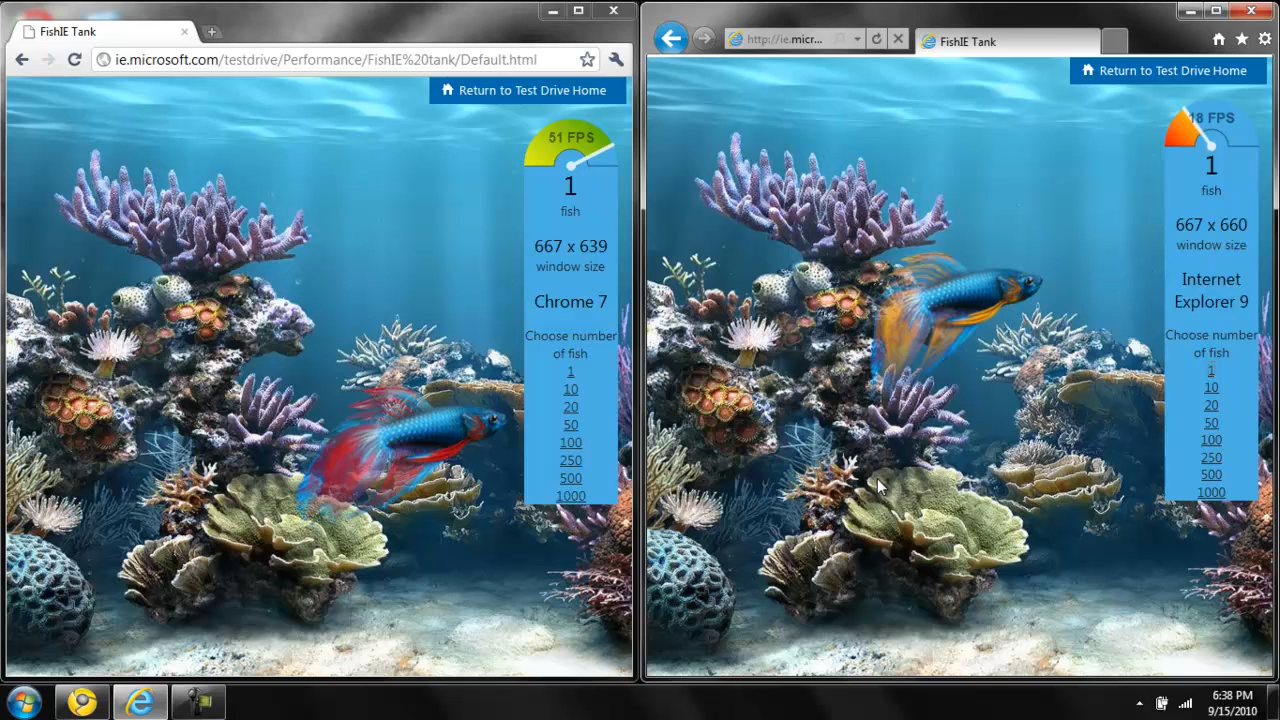 FishIE Tank
ie.microsoft.com/testdrive/Performance/FishIE%20tank/Default.html
Return to Test Drive Home
51 FPS
1
fish
667 x 639
window size
Chrome 7
Choose number
of fish
1
10
20
50
100
250
500
1000
http://ie.micr...
FishIE Tank
Return to Test Drive Home
18 FPS
1
fish
667 x 660
window size
Internet
Explorer 9
Choose number
of fish
1
10
20
50
100
250
500
1000
6:38 PM
9/15/2010